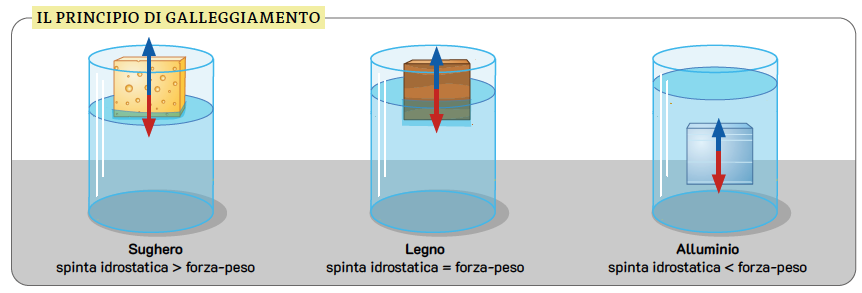 IL PRINCIPIO DI GALLEGGIAMENTO
Sughero
spinta idrostatica > forza-peso
Legno
spinta idrostatica = forza-peso
Alluminio
spinta idrostatica < forza-peso